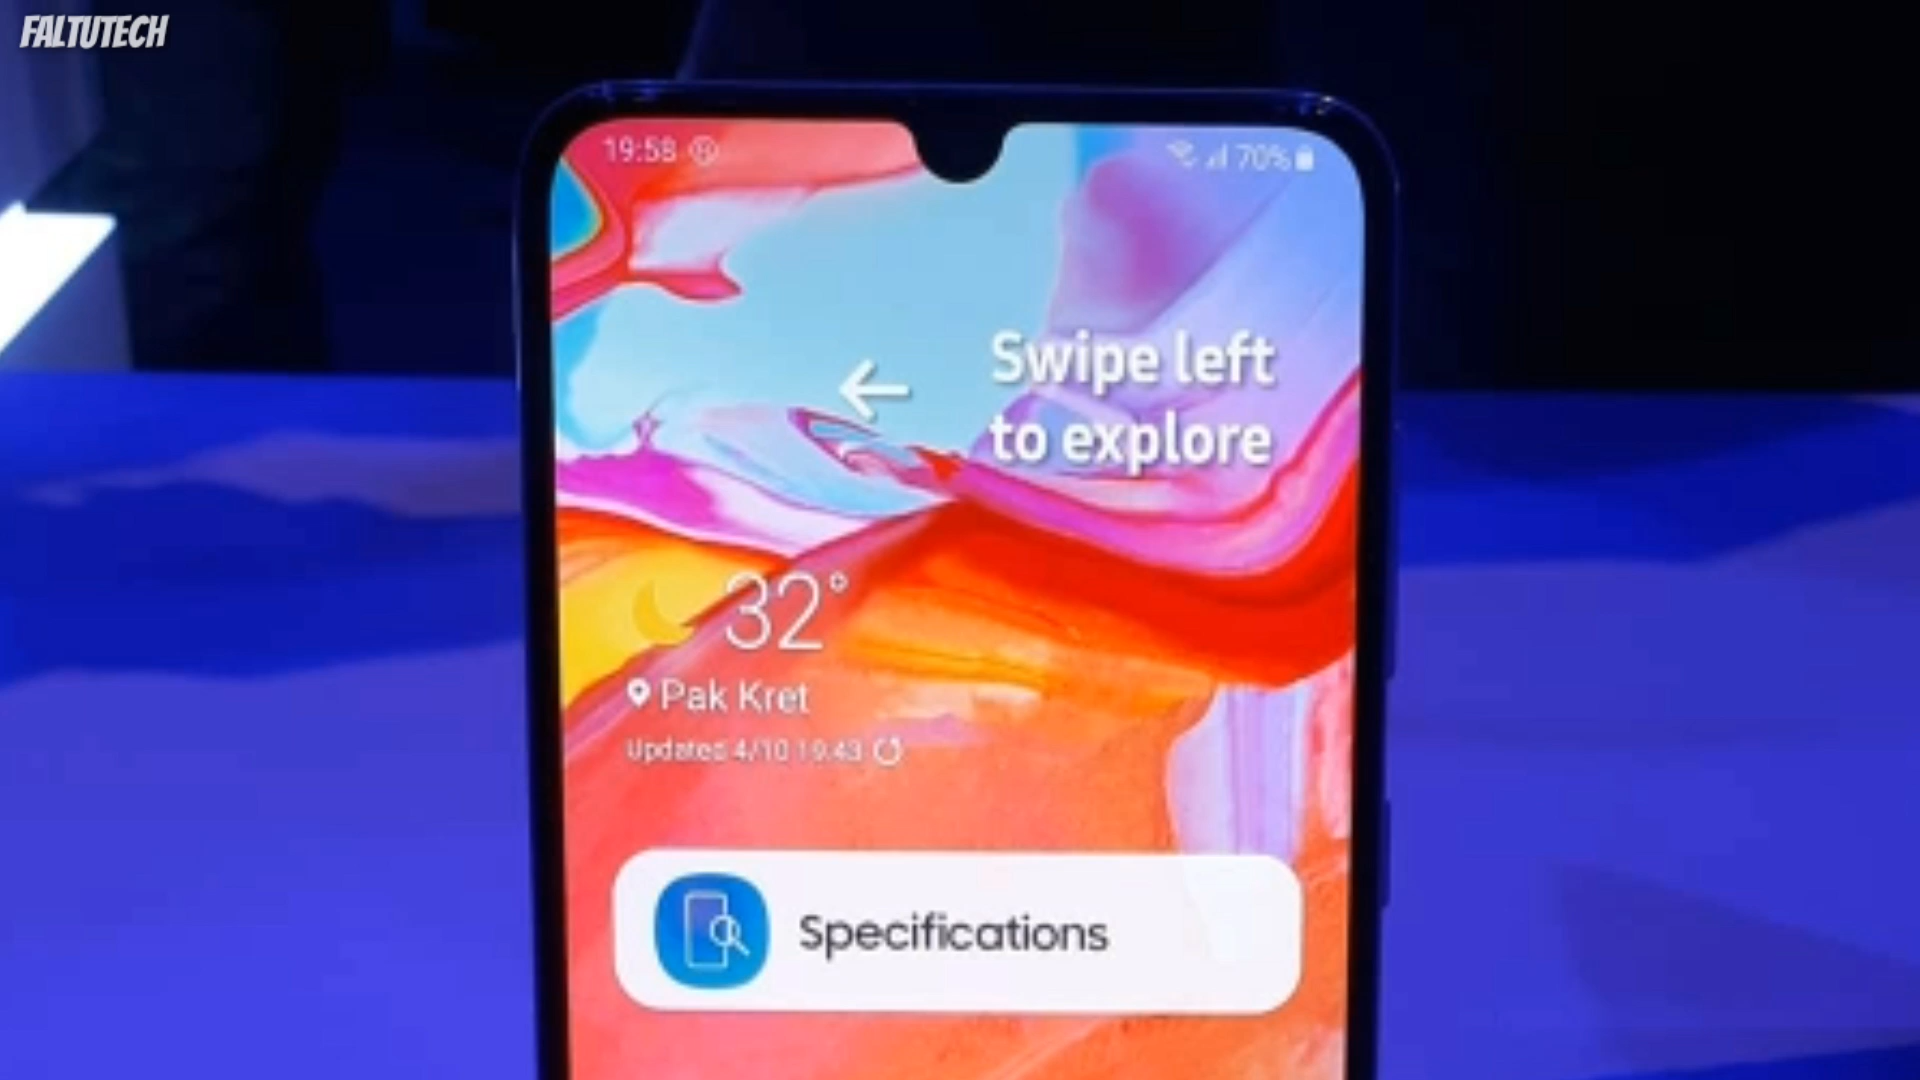 FALTUTECH
19:58
70%
Swipe left
to explore
32°
Pak Kret
Updated 4/10 19:43
Specifications